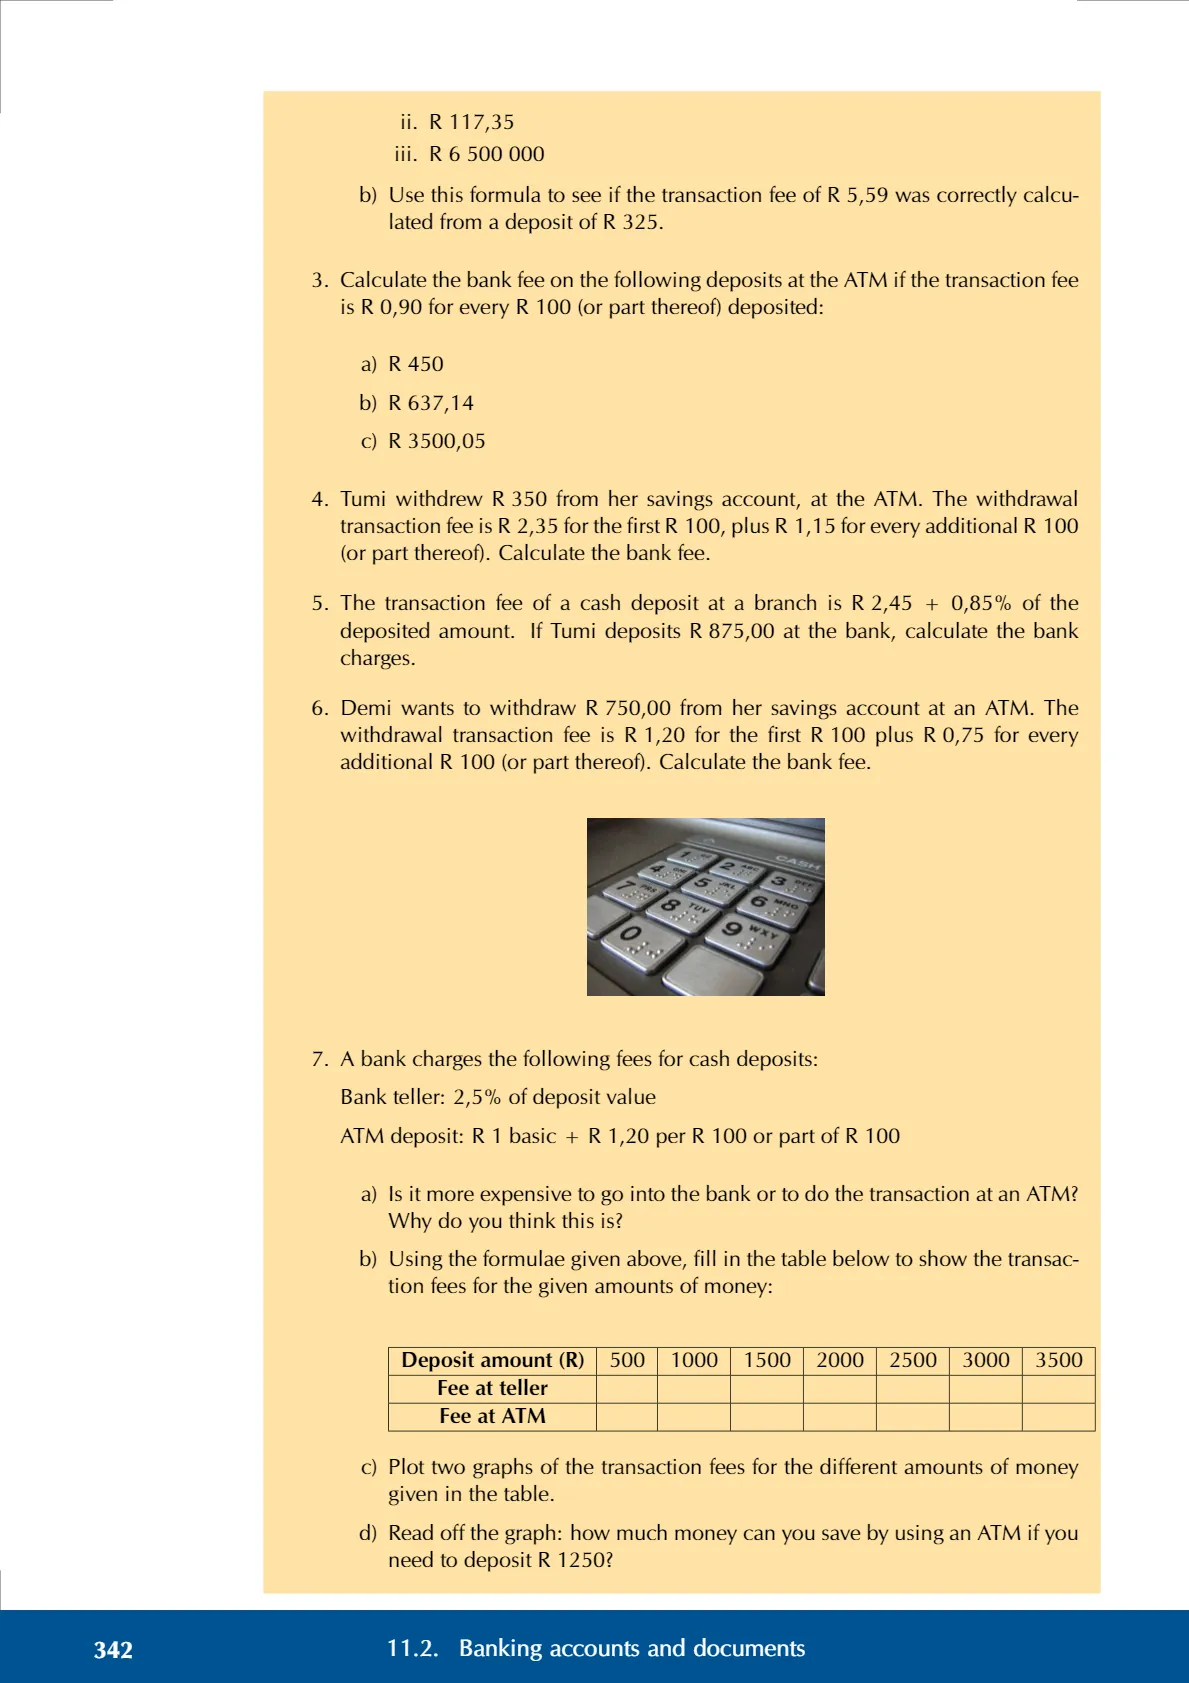 ii. R 117,35
iii. R 6 500 000
b) Use this formula to see if the transaction fee of R 5,59 was correctly calcu-
lated from a deposit of R 325.
3. Calculate the bank fee on the following deposits at the ATM if the transaction fee
is R 0,90 for every R 100 (or part thereof) deposited:
a) R 450
b) R 637,14
c) R 3500,05
4. Tumi withdrew R 350 from her savings account, at the ATM. The withdrawal
transaction fee is R 2,35 for the first R 100, plus R 1,15 for every additional R 100
(or part thereof). Calculate the bank fee.
5. The transaction fee of a cash deposit at a branch is R 2,45 + 0,85% of the
deposited amount. If Tumi deposits R 875,00 at the bank, calculate the bank
charges.
6. Demi wants to withdraw R 750,00 from her savings account at an ATM. The
withdrawal transaction fee is R 1,20 for the first R 100 plus R 0,75 for every
additional R 100 (or part thereof). Calculate the bank fee.
CASH
1
2 ABC
3 DEF
4
5 JKL
6 MNO
7 PRS
8 TUV
9 WXY
0
7. A bank charges the following fees for cash deposits:
Bank teller: 2,5% of deposit value
ATM deposit: R 1 basic + R 1,20 per R 100 or part of R 100
a) Is it more expensive to go into the bank or to do the transaction at an ATM?
Why do you think this is?
b) Using the formulae given above, fill in the table below to show the transac-
tion fees for the given amounts of money:
Deposit amount (R) 500 1000 1500 2000 2500 3000 3500
Fee at teller
Fee at ATM
c) Plot two graphs of the transaction fees for the different amounts of money
given in the table.
d) Read off the graph: how much money can you save by using an ATM if you
need to deposit R 1250?
342 11.2. Banking accounts and documents